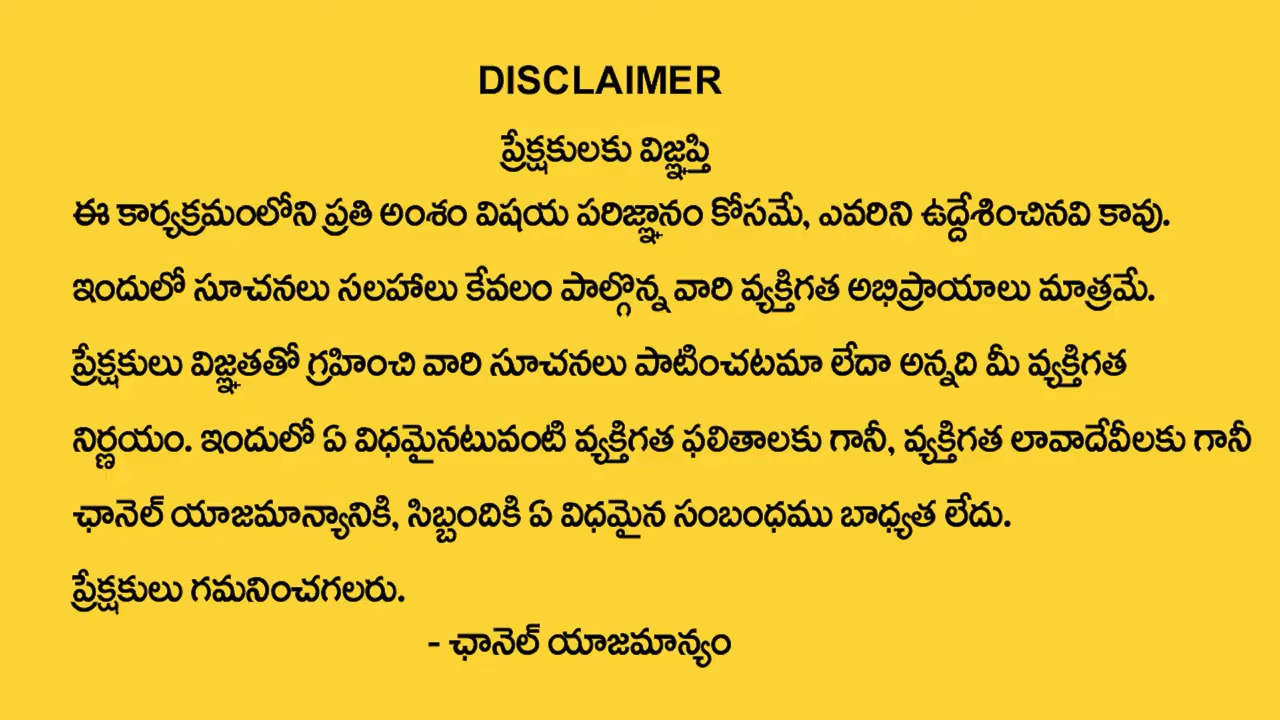 DISCLAIMER
ప్రేక్షకులకు విజ్ఞప్తి
ఈ కార్యక్రమంలోని ప్రతి అంశం విషయ పరిజ్ఞానం కోసమే, ఎవరిని ఉద్దేశించినవి కావు.
ఇందులో సూచనలు సలహాలు కేవలం పాల్గొన్న వారి వ్యక్తిగత అభిప్రాయాలు మాత్రమే.
ప్రేక్షకులు విజ్ఞతతో గ్రహించి వారి సూచనలు పాటించటమా లేదా అన్నది మీ వ్యక్తిగత
నిర్ణయం. ఇందులో ఏ విధమైనటువంటి వ్యక్తిగత ఫలితాలకు గానీ, వ్యక్తిగత లావాదేవీలకు గానీ
ఛానెల్ యాజమాన్యానికి, సిబ్బందికి ఏ విధమైన సంబంధము బాధ్యత లేదు.
ప్రేక్షకులు గమనించగలరు.
- ఛానెల్ యాజమాన్యం